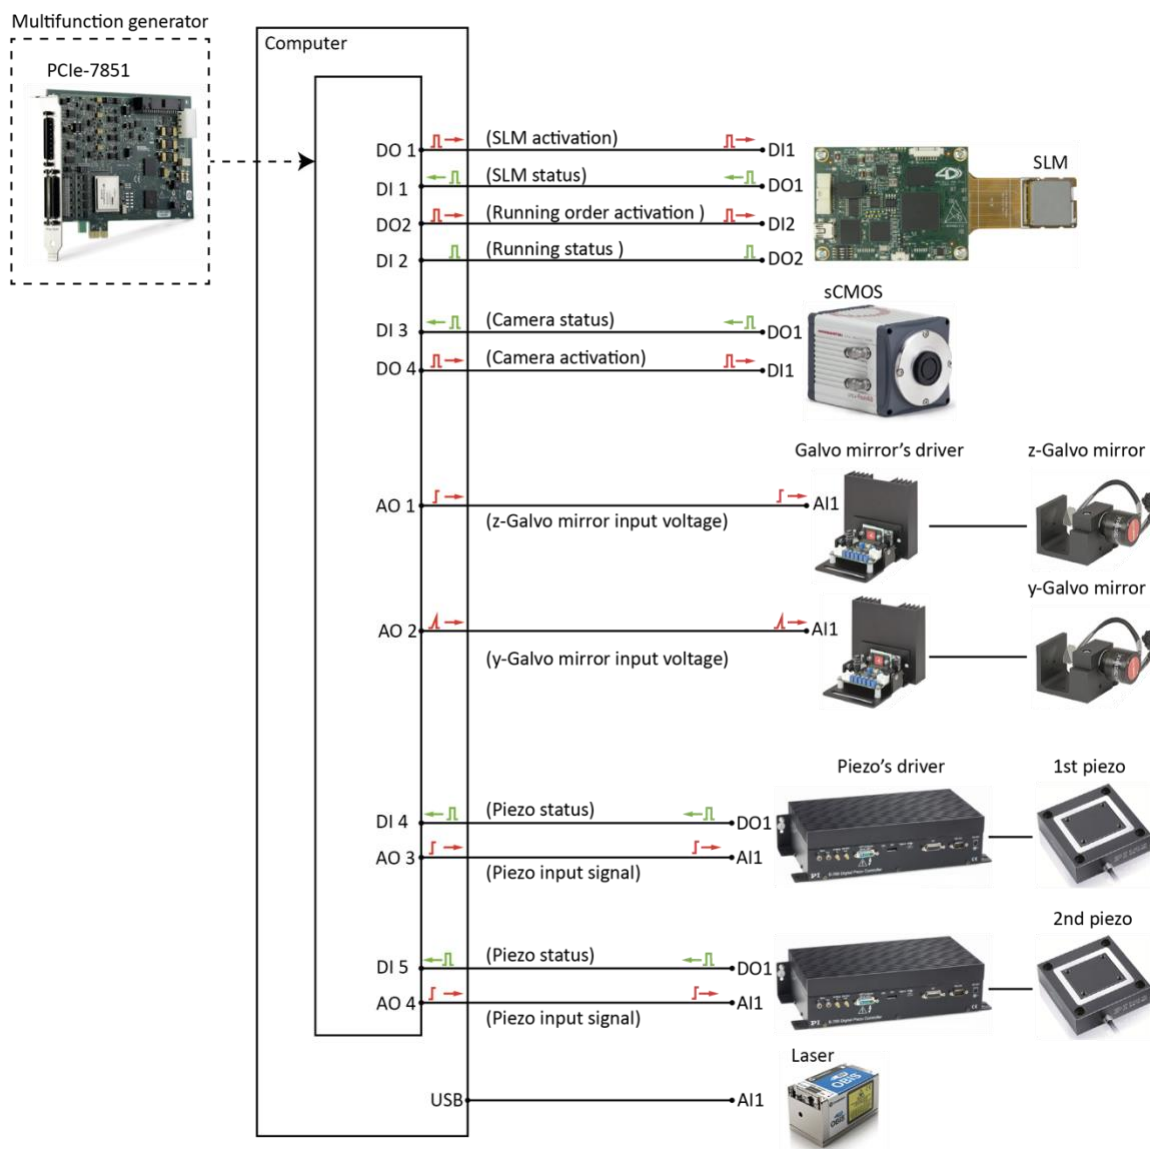 Multifunction generator
PCIe-7851
Computer
DO 1
(SLM activation)
DI1
DI 1
(SLM status)
DO1
DO2
(Running order activation )
DI2
DI 2
(Running status )
DO2
SLM
sCMOS
DI 3
(Camera status)
DO1
DO 4
(Camera activation)
DI1
Galvo mirror's driver
z-Galvo mirror
AO 1
(z-Galvo mirror input voltage)
AI1
y-Galvo mirror
AO 2
(y-Galvo mirror input voltage)
AI1
Piezo's driver
1st piezo
DI 4
(Piezo status)
DO1
AO 3
(Piezo input signal)
AI1
2nd piezo
DI 5
(Piezo status)
DO1
AO 4
(Piezo input signal)
AI1
Laser
OBIS
USB
AI1